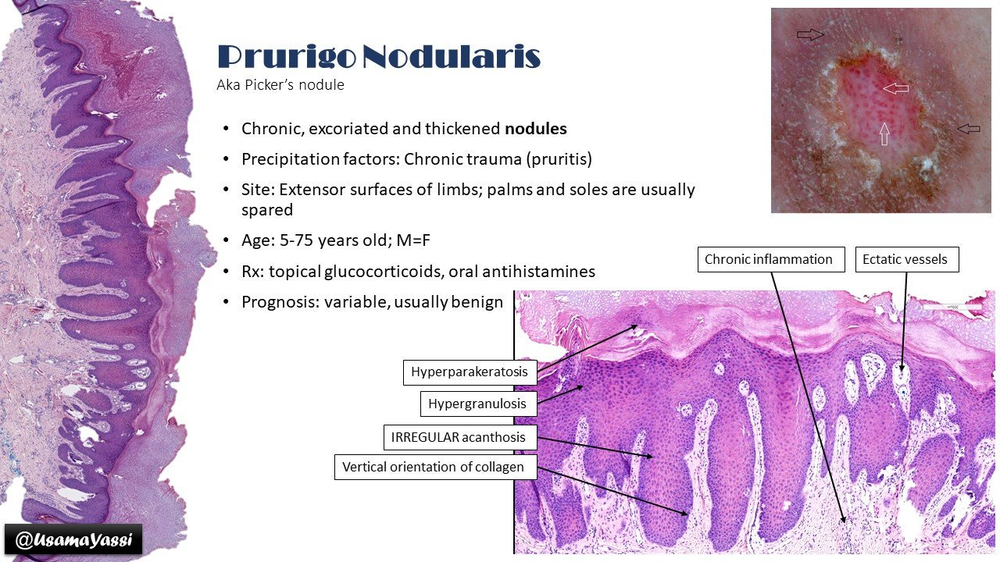 Prurigo Nodularis
Aka Picker’s nodule
• Chronic, excoriated and thickened nodules
• Precipitation factors: Chronic trauma (pruritis)
• Site: Extensor surfaces of limbs; palms and soles are usually
spared
• Age: 5-75 years old; M=F
• Rx: topical glucocorticoids, oral antihistamines
• Prognosis: variable, usually benign
Chronic inflammation
Ectatic vessels
Hyperparakeratosis
Hypergranulosis
IRREGULAR acanthosis
Vertical orientation of collagen
@UsamaYassi